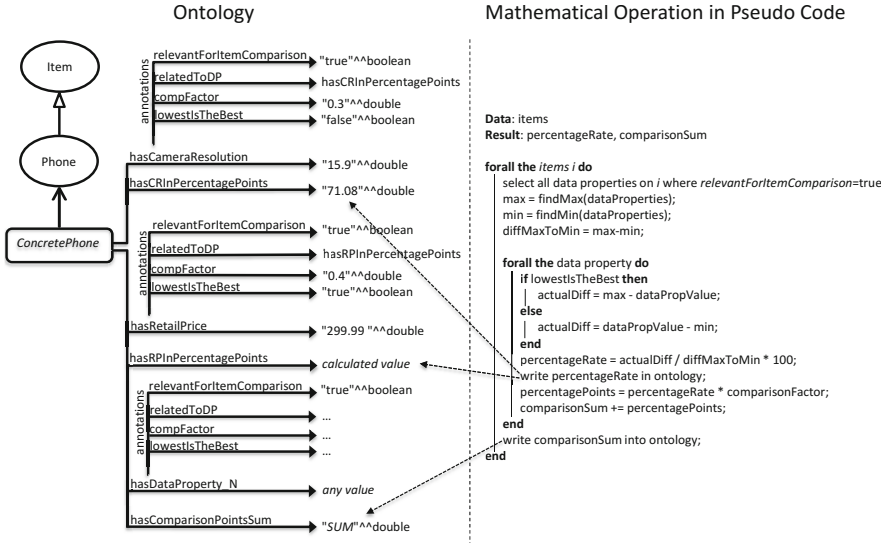 Ontology
Item
Phone
ConcretePhone
annotations
relevantForItemComparison
"true"^^boolean
relatedToDP
hasCRInPercentagePoints
compFactor
"0.3"^^double
lowestIsTheBest
"false"^^boolean
hasCameraResolution
"15.9"^^double
hasCRInPercentagePoints
"71.08"^^double
annotations
relevantForItemComparison
"true"^^boolean
relatedToDP
hasRPInPercentagePoints
compFactor
"0.4"^^double
lowestIsTheBest
"true"^^boolean
hasRetailPrice
"299.99 "^^double
hasRPInPercentagePoints
calculated value
annotations
relevantForItemComparison
"true"^^boolean
relatedToDP
...
compFactor
...
lowestIsTheBest
...
hasDataProperty_N
any value
hasComparisonPointsSum
"SUM"^^double
Mathematical Operation in Pseudo Code
Data: items
Result: percentageRate, comparisonSum
forall the items i do
select all data properties on i where relevantForItemComparison=true
max = findMax(dataProperties);
min = findMin(dataProperties);
diffMaxToMin = max-min;
forall the data property do
if lowestIsTheBest then
actualDiff = max - dataPropValue;
else
actualDiff = dataPropValue - min;
end
percentageRate = actualDiff / diffMaxToMin * 100;
write percentageRate in ontology;
percentagePoints = percentageRate * comparisonFactor;
comparisonSum += percentagePoints;
end
write comparisonSum into ontology;
end